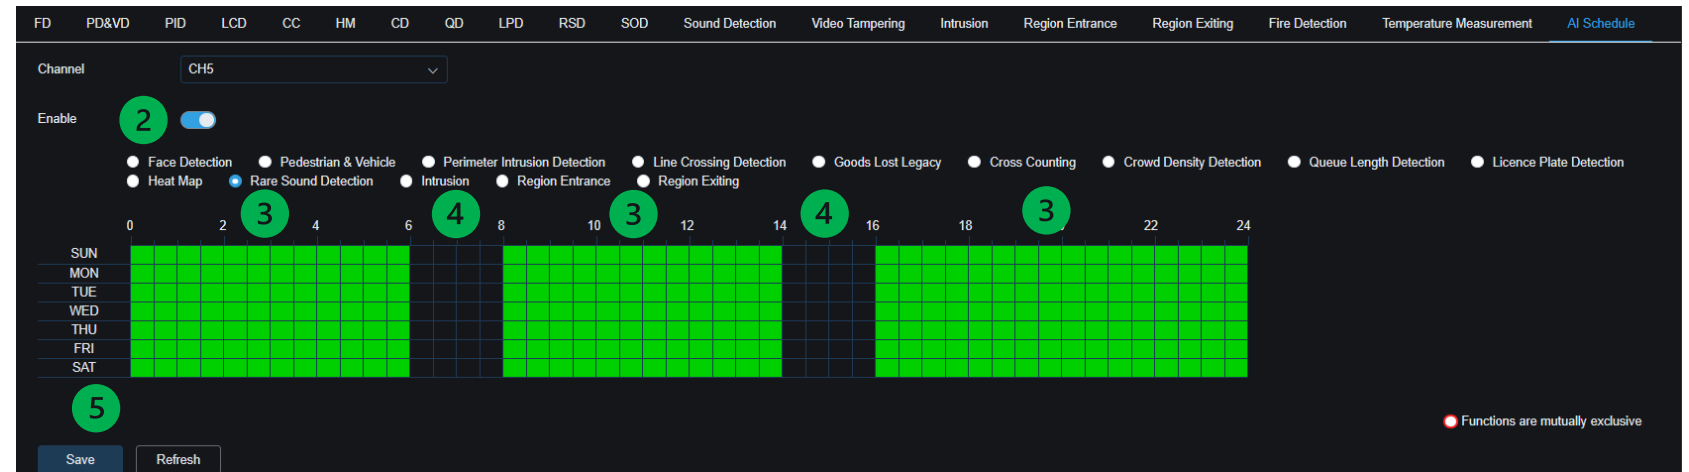 FD PD&VD PID LCD CC HM CD QD LPD RSD SOD Sound Detection Video Tampering Intrusion Region Entrance Region Exiting Fire Detection Temperature Measurement AI Schedule
Channel CH5
Enable 2
Face Detection Pedestrian & Vehicle Perimeter Intrusion Detection Line Crossing Detection Goods Lost Legacy Cross Counting Crowd Density Detection Queue Length Detection Licence Plate Detection
Heat Map Rare Sound Detection Intrusion Region Entrance Region Exiting
3 4 3 4 3
0 2 4 6 8 10 12 14 16 18 22 24
SUN
MON
TUE
WED
THU
FRI
SAT
5
Functions are mutually exclusive
Save Refresh